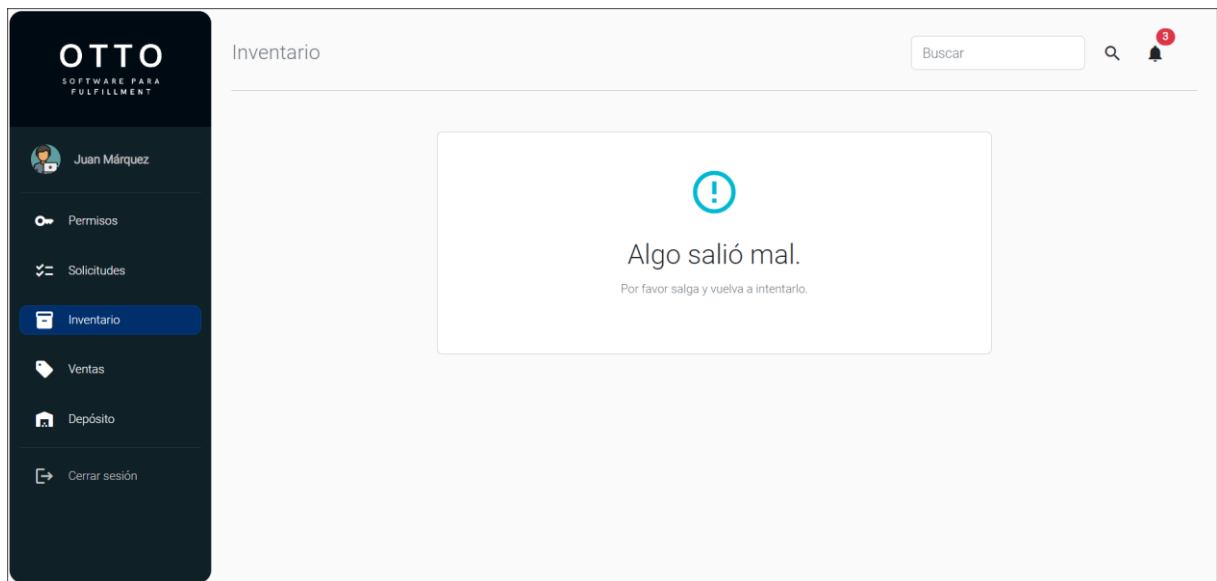 OTTO
SOFTWARE PARA
FULFILLMENT
Juan Márquez
Permisos
Solicitudes
Inventario
Ventas
Depósito
Cerrar sesión
Inventario
Buscar
3
Algo salió mal.
Por favor salga y vuelva a intentarlo.